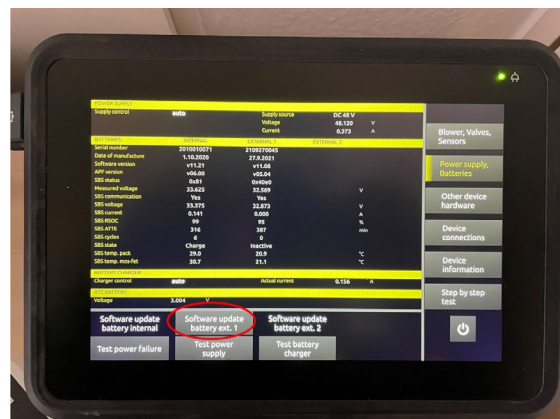 POWER SUPPLY
Supply control auto Supply source DC 48 V
Voltage 48.120 V
Current 0.373 A
BATTERIES INTERNAL EXTERNAL 1 EXTERNAL 2
Serial number 2010010071 2109270045
Date of manufacture 1.10.2020 27.9.2021
Software version v11.21 v11.08
APF version v06.00 v05.04
SBS status 0x81 0x40e0
Measured voltage 33.625 32.569 V
SBS communication Yes Yes
SBS voltage 33.375 32.873 V
SBS current 0.141 0.000 A
SBS RSOC 99 95 %
SBS ATTE 316 387 min
SBS cycles 6 0
SBS state Charge Inactive
SBS temp. pack 29.0 20.9 °C
SBS temp. mos-fet 30.7 21.1 °C
BATTERY CHARGER
Charger control auto Actual current 0.156 A
RTC BATTERY
Voltage 3.004 V
Software update battery internal
Software update battery ext. 1
Software update battery ext. 2
Test power failure
Test power supply
Test battery charger
Blower, Valves, Sensors
Power supply, Batteries
Other device hardware
Device connections
Device information
Step by step test